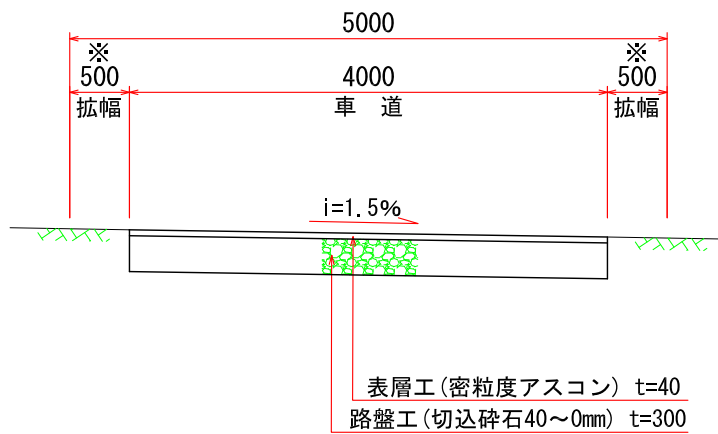 5000
※
※
500
4000
500
拡幅
車 道
拡幅
i=1.5%
表層工(密粒度アスコン) t=40
路盤工(切込砕石40～0mm) t=300